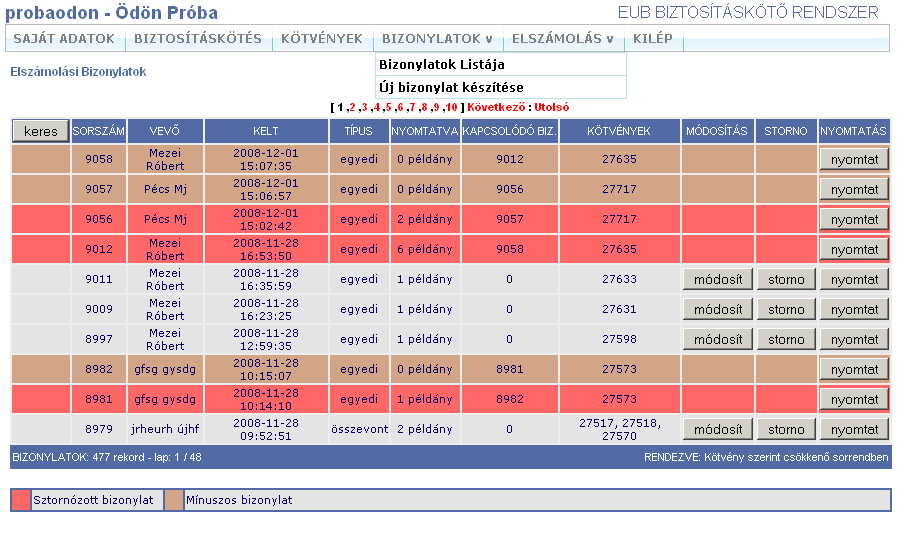 probaodon - Ödön Próba EUB BIZTOSÍTÁSKÖTŐ RENDSZER
SAJÁT ADATOK BIZTOSÍTÁSKÖTÉS KÖTVÉNYEK BIZONYLATOK v ELSZÁMOLÁS v KILÉP
Bizonylatok Listája
Elszámolási Bizonylatok
Új bizonylat készítése
[ 1 ,2 ,3 ,4 ,5 ,6 ,7 ,8 ,9 ,10 ] Következő : Utolsó
keres SORSZÁM VEVŐ KELT TÍPUS NYOMTATVA KAPCSOLÓDÓ BIZ. KÖTVÉNYEK MÓDOSÍTÁS STORNO NYOMTATÁS
9058 Mezei Róbert 2008-12-01 15:07:35 egyedi 0 példány 9012 27635 nyomtat
9057 Pécs Mj 2008-12-01 15:06:57 egyedi 0 példány 9056 27717 nyomtat
9056 Pécs Mj 2008-12-01 15:02:42 egyedi 2 példány 9057 27717 nyomtat
9012 Mezei Róbert 2008-11-28 16:53:50 egyedi 6 példány 9058 27635 nyomtat
9011 Mezei Róbert 2008-11-28 16:35:59 egyedi 1 példány 0 27633 módosít storno nyomtat
9009 Mezei Róbert 2008-11-28 16:23:25 egyedi 1 példány 0 27631 módosít storno nyomtat
8997 Mezei Róbert 2008-11-28 12:59:35 egyedi 1 példány 0 27598 módosít storno nyomtat
8982 gfsg gysdg 2008-11-28 10:15:07 egyedi 0 példány 8981 27573 nyomtat
8981 gfsg gysdg 2008-11-28 10:14:10 egyedi 1 példány 8982 27573 nyomtat
8979 jrheurh újhf 2008-11-28 09:52:51 összevont 2 példány 0 27517, 27518, 27570 módosít storno nyomtat
BIZONYLATOK: 477 rekord - lap: 1 / 48 RENDEZVE: Kötvény szerint csökkenő sorrendben
Sztornózott bizonylat Mínuszos bizonylat